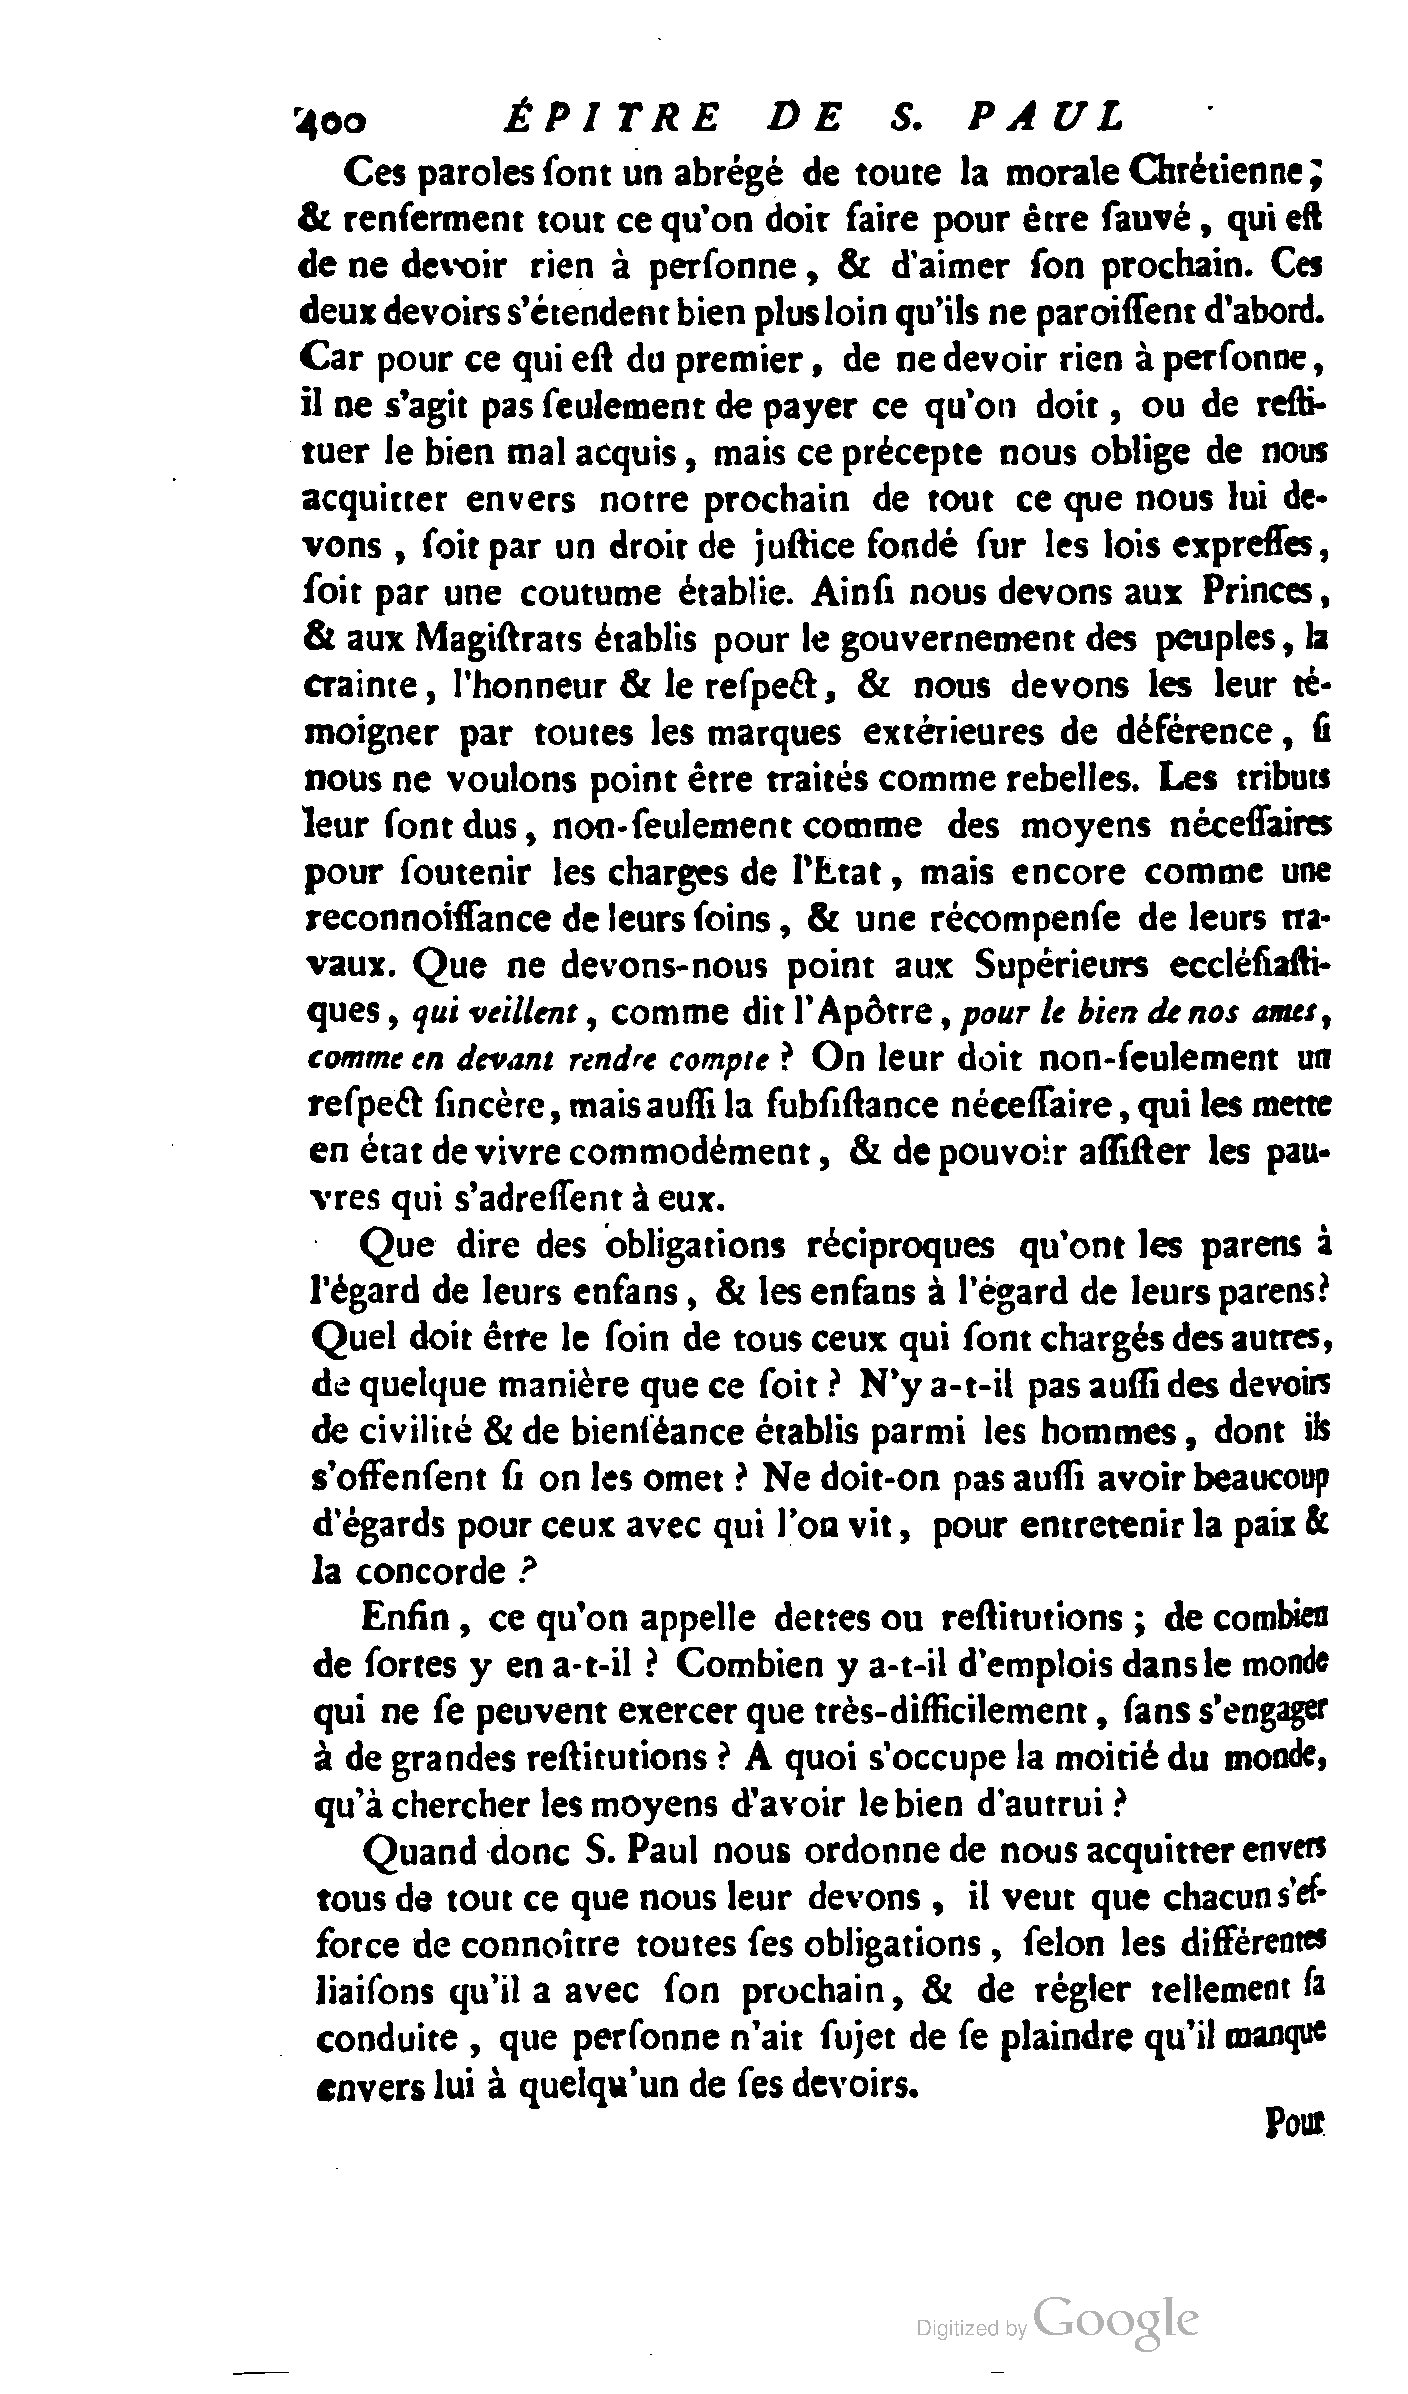 400 ÉPITRE DE S. PAUL
Ces paroles ſont un abrégé de toute la morale Chrétienne;
& renferment tout ce qu'on doit faire pour être ſauvé, qui eſt
de ne devoir rien à perſonne, & d'aimer ſon prochain. Ces
deux devoirs s'étendent bien plus loin qu'ils ne paroiſſent d'abord.
Car pour ce qui eſt du premier, de ne devoir rien à perſonne,
il ne s'agit pas ſeulement de payer ce qu'on doit, ou de reſti-
tuer le bien mal acquis, mais ce précepte nous oblige de nous
acquitter envers notre prochain de tout ce que nous lui de-
vons, ſoit par un droit de juſtice fondé ſur les lois expreſſes,
ſoit par une coutume établie. Ainſi nous devons aux Princes,
& aux Magiſtrats établis pour le gouvernement des peuples, la
crainte, l'honneur & le reſpect, & nous devons les leur té-
moigner par toutes les marques extérieures de déférence, ſi
nous ne voulons point être traités comme rebelles. Les tributs
leur ſont dus, non-ſeulement comme des moyens néceſſaires
pour ſoutenir les charges de l'Etat, mais encore comme une
reconnoiſſance de leurs ſoins, & une récompenſe de leurs tra-
vaux. Que ne devons-nous point aux Supérieurs eccléſiaſti-
ques, qui veillent, comme dit l'Apôtre, pour le bien de nos ames,
comme en devant rendre compte? On leur doit non-ſeulement un
reſpect ſincère, mais auſſi la ſubſiſtance néceſſaire, qui les mette
en état de vivre commodément, & de pouvoir aſſiſter les pau-
vres qui s'adreſſent à eux.
Que dire des obligations réciproques qu'ont les parens à
l'égard de leurs enfans, & les enfans à l'égard de leurs parens?
Quel doit être le ſoin de tous ceux qui ſont chargés des autres,
de quelque manière que ce ſoit? N'y a-t-il pas auſſi des devoirs
de civilité & de bienſéance établis parmi les hommes, dont ils
s'offenſent ſi on les omet? Ne doit-on pas auſſi avoir beaucoup
d'égards pour ceux avec qui l'on vit, pour entretenir la paix &
la concorde?
Enfin, ce qu'on appelle dettes ou reſtitutions; de combien
de ſortes y en a-t-il? Combien y a-t-il d'emplois dans le monde
qui ne ſe peuvent exercer que très-difficilement, ſans s'engager
à de grandes reſtitutions? A quoi s'occupe la moitié du monde,
qu'à chercher les moyens d'avoir le bien d'autrui?
Quand donc S. Paul nous ordonne de nous acquitter envers
tous de tout ce que nous leur devons, il veut que chacun s'ef-
force de connoître toutes ſes obligations, ſelon les différentes
liaiſons qu'il a avec ſon prochain, & de régler tellement ſa
conduite, que perſonne n'ait ſujet de ſe plaindre qu'il manque
envers lui à quelqu'un de ſes devoirs.
Pour
Digitized by Google